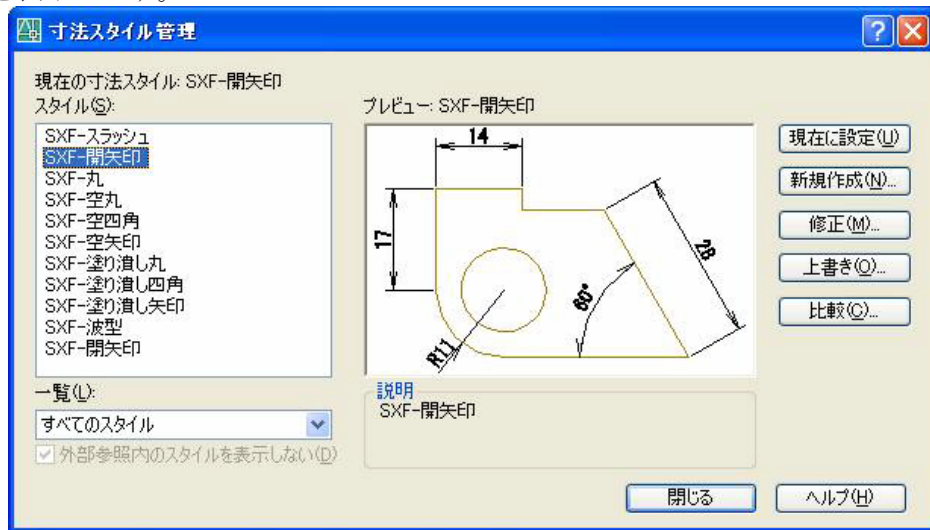 寸法スタイル管理
現在の寸法スタイル: SXF-開矢印
スタイル(S):
SXF-スラッシュ
SXF-開矢印
SXF-丸
SXF-空丸
SXF-空四角
SXF-空矢印
SXF-塗り潰し丸
SXF-塗り潰し四角
SXF-塗り潰し矢印
SXF-波型
SXF-閉矢印
一覧(L):
すべてのスタイル
外部参照内のスタイルを表示しない(D)
プレビュー: SXF-開矢印
14
17
28
60°
R11
説明
SXF-開矢印
現在に設定(U)
新規作成(N)...
修正(M)...
上書き(O)...
比較(C)...
閉じる
ヘルプ(H)